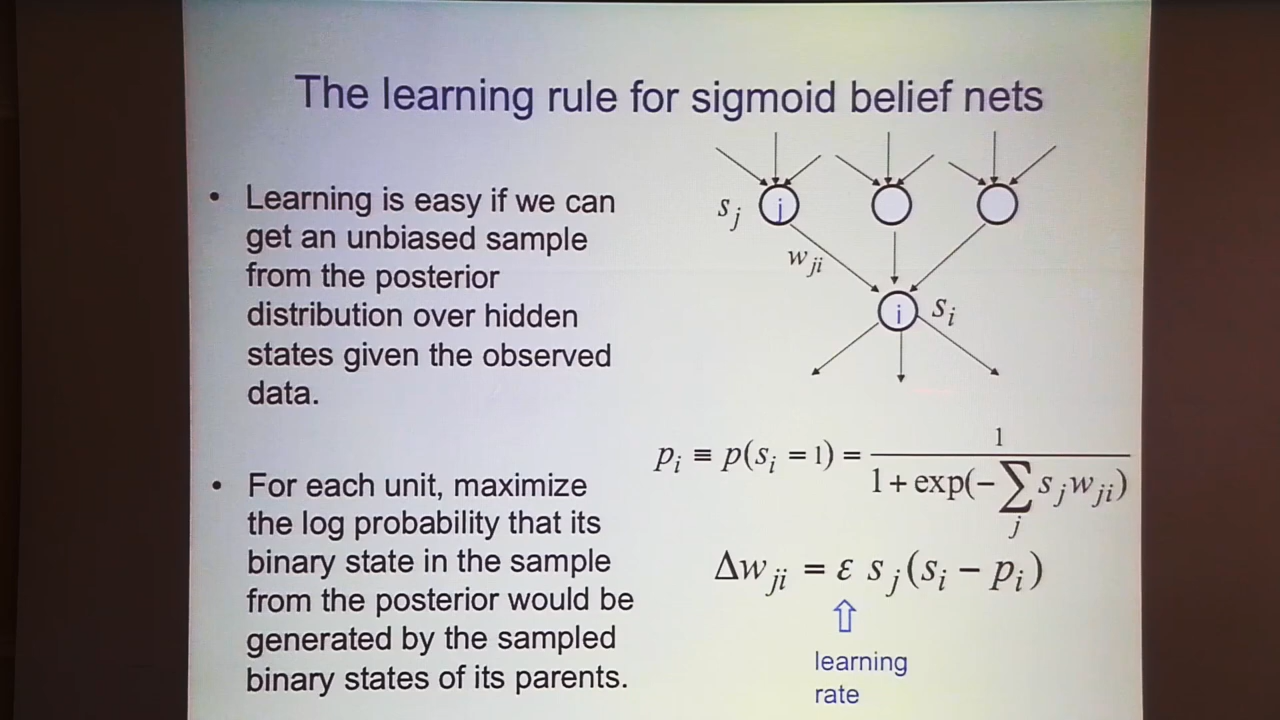 The learning rule for sigmoid belief nets
• Learning is easy if we can
get an unbiased sample
from the posterior
distribution over hidden
states given the observed
data.
• For each unit, maximize
the log probability that its
binary state in the sample
from the posterior would be
generated by the sampled
binary states of its parents.
s_j j
w_ji
i s_i
p_i ≡ p(s_i = 1) = 1 / (1 + exp(−∑_j s_j w_ji))
Δw_ji = ε s_j (s_i − p_i)
learning
rate